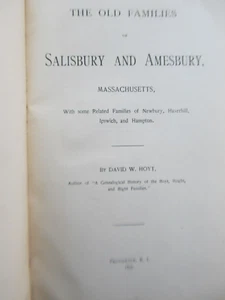 THE OLD FAMILIES
OF
SALISBURY AND AMESBURY,
MASSACHUSETTS,
With some Related Families of Newbury, Haverhill,
Ipswich, and Hampton.
BY DAVID W. HOYT,
Author of "A Genealogical History of the Hoyt, Haight,
and Hight Families."
PROVIDENCE, R. I.